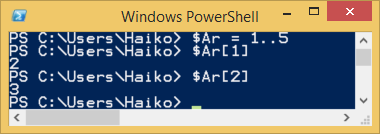 Windows PowerShell
PS C:\Users\Haiko> $Ar = 1..5
PS C:\Users\Haiko> $Ar[1]
2
PS C:\Users\Haiko> $Ar[2]
3
PS C:\Users\Haiko>